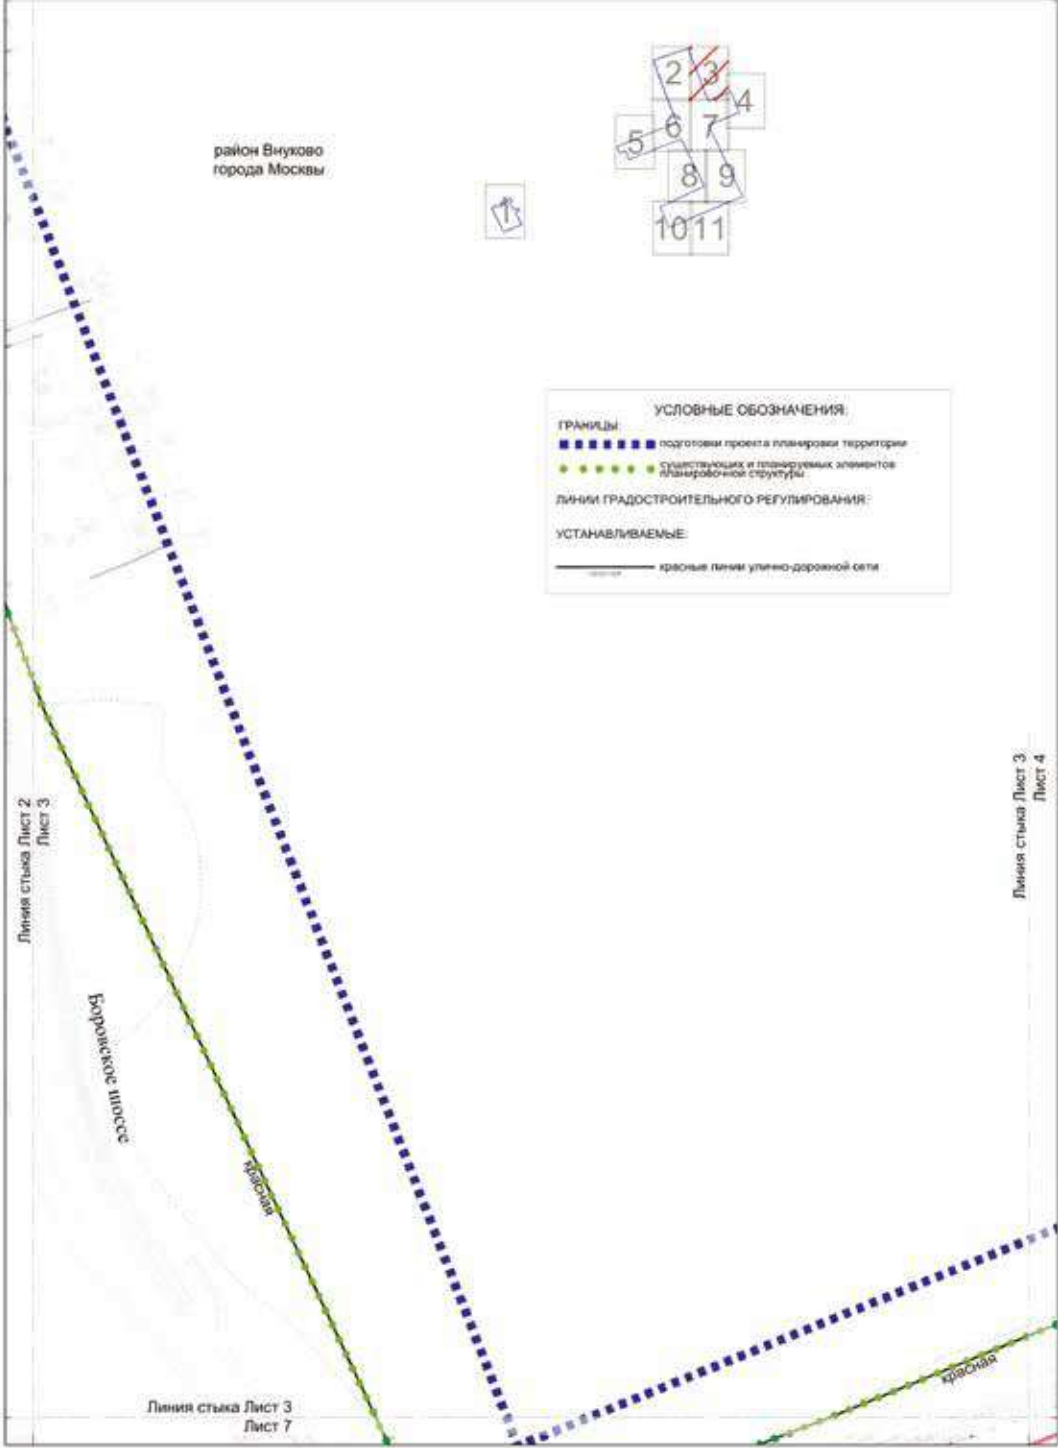 2
3
4
5
6
7
8
9
10
11
1
район Внуково
города Москвы
УСЛОВНЫЕ ОБОЗНАЧЕНИЯ:
ГРАНИЦЫ:
подготовки проекта планировки территории
существующих и планируемых элементов
планировочной структуры
ЛИНИИ ГРАДОСТРОИТЕЛЬНОГО РЕГУЛИРОВАНИЯ:
УСТАНАВЛИВАЕМЫЕ:
красные линии улично-дорожной сети
Линия стыка Лист 2
Лист 3
Линия стыка Лист 3
Лист 4
Боровское шоссе
красная
красная
Линия стыка Лист 3
Лист 7